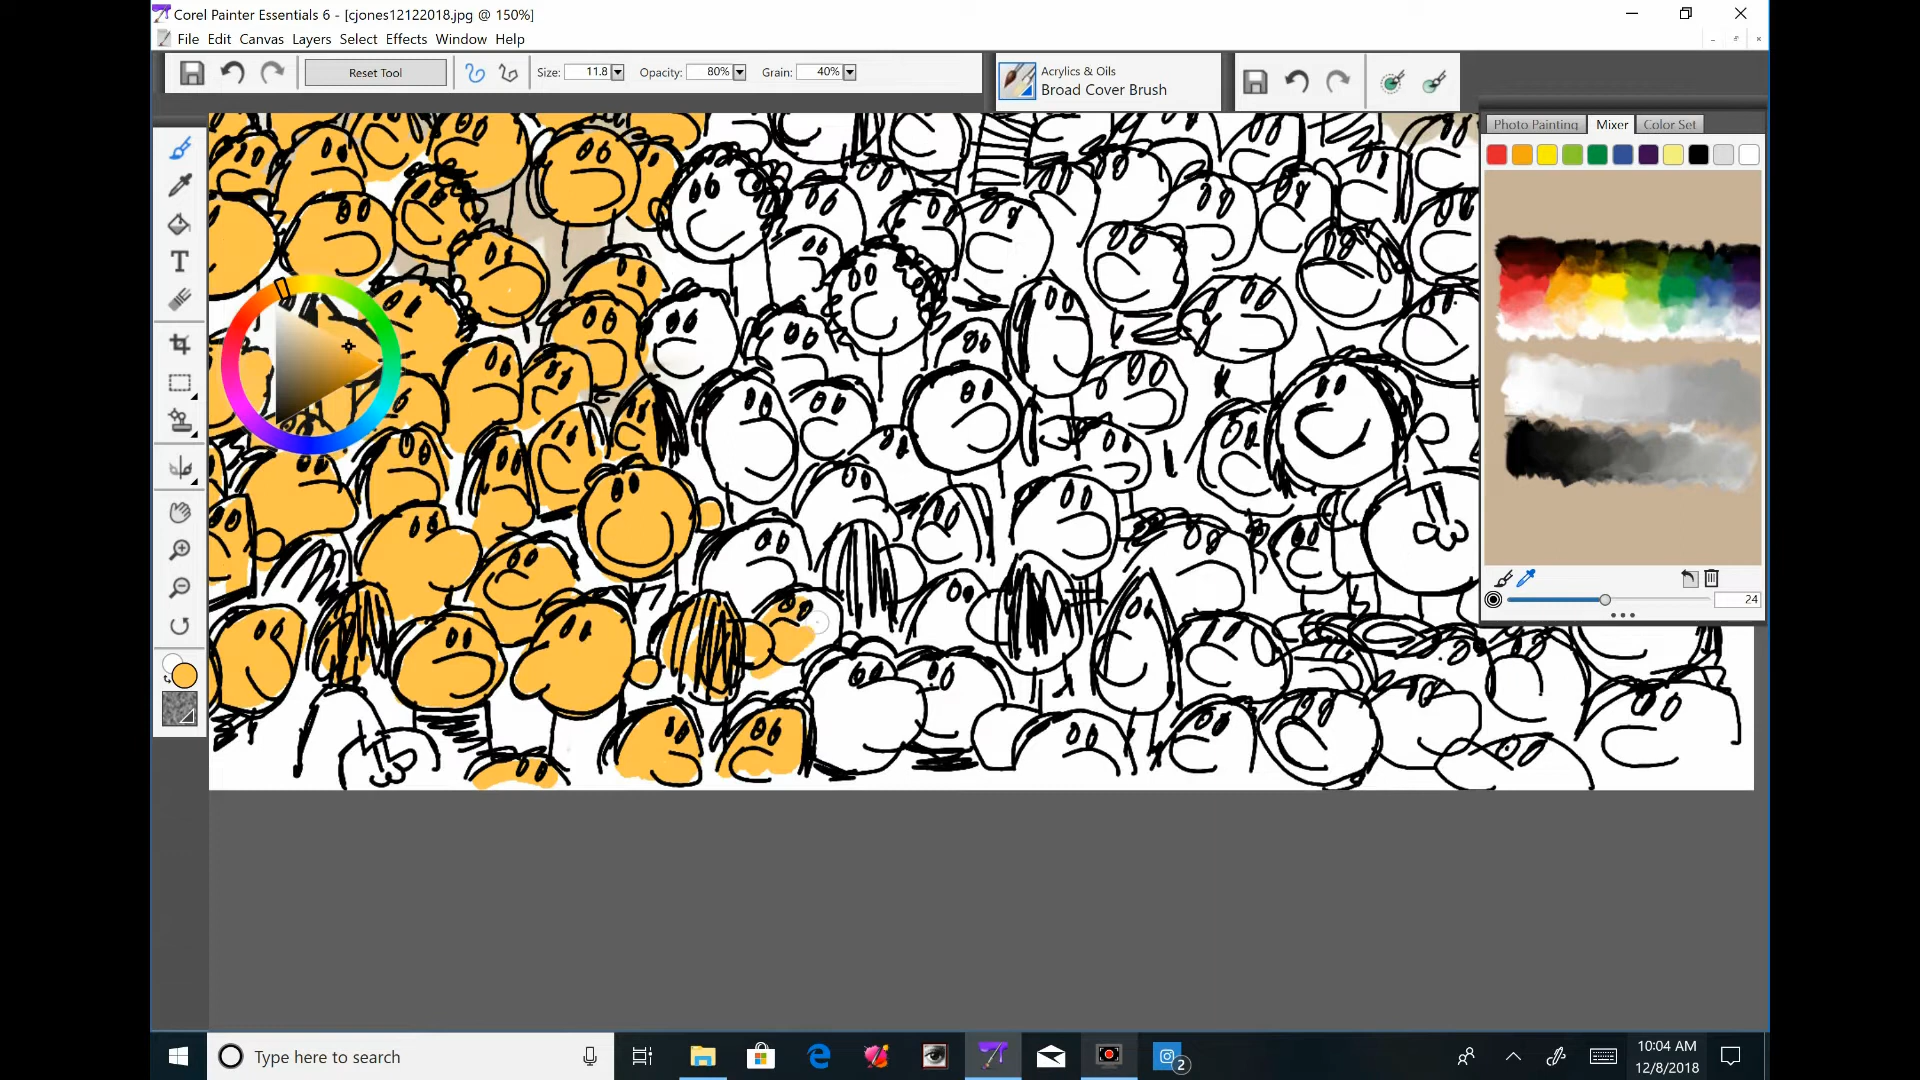 Corel Painter Essentials 6 - [cjones12122018.jpg @ 150%]
File Edit Canvas Layers Select Effects Window Help
Reset Tool Size: 11.8 Opacity: 80% Grain: 40%
Acrylics & Oils
Broad Cover Brush
Photo Painting Mixer Color Set
T
24
Type here to search
2
10:04 AM
12/8/2018